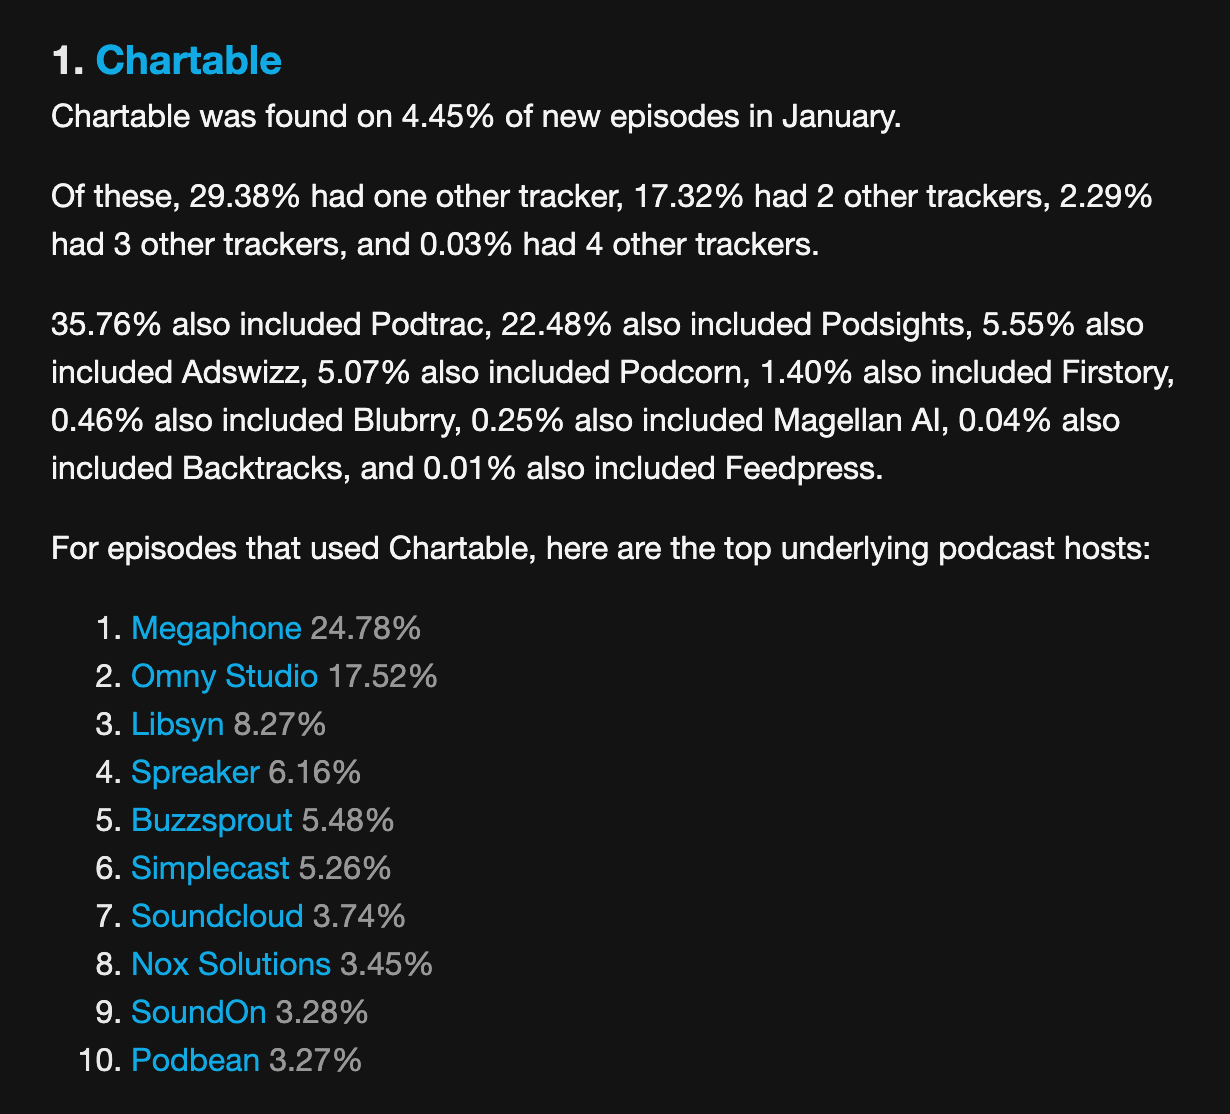 1. Chartable
Chartable was found on 4.45% of new episodes in January.
Of these, 29.38% had one other tracker, 17.32% had 2 other trackers, 2.29%
had 3 other trackers, and 0.03% had 4 other trackers.
35.76% also included Podtrac, 22.48% also included Podsights, 5.55% also
included Adswizz, 5.07% also included Podcorn, 1.40% also included Firstory,
0.46% also included Blubrry, 0.25% also included Magellan AI, 0.04% also
included Backtracks, and 0.01% also included Feedpress.
For episodes that used Chartable, here are the top underlying podcast hosts:
1. Megaphone 24.78%
2. Omny Studio 17.52%
3. Libsyn 8.27%
4. Spreaker 6.16%
5. Buzzsprout 5.48%
6. Simplecast 5.26%
7. Soundcloud 3.74%
8. Nox Solutions 3.45%
9. SoundOn 3.28%
10. Podbean 3.27%